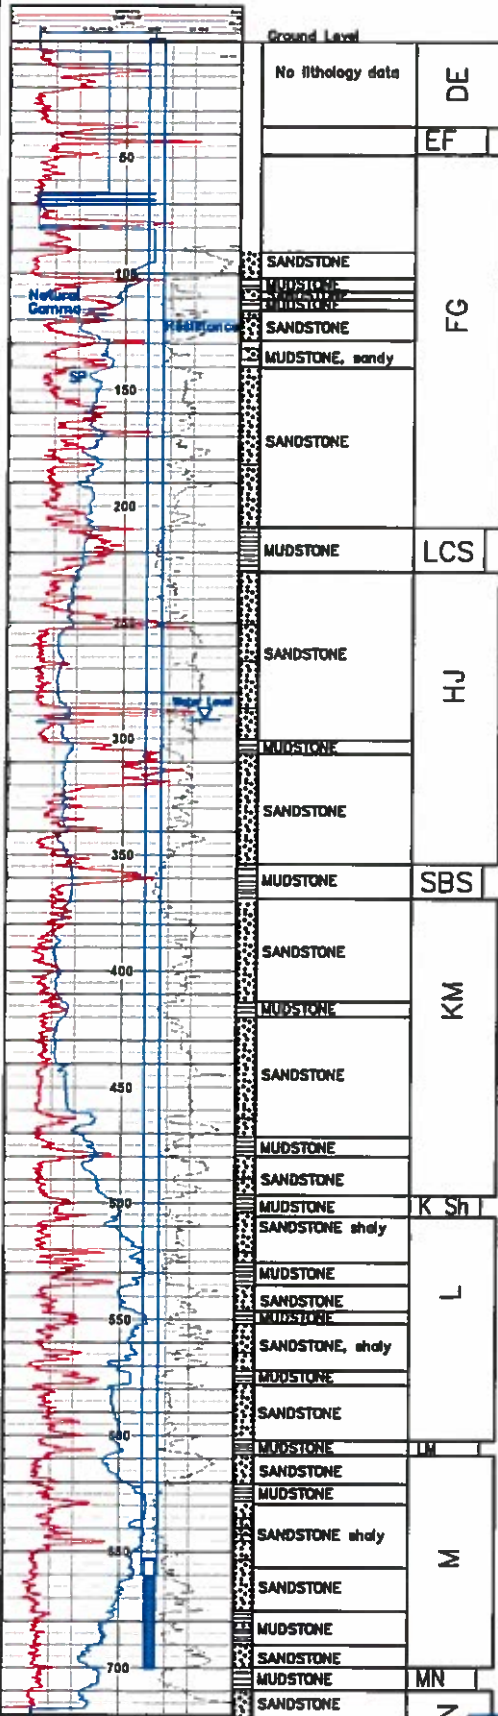 Ground Level
No lithology data
DE
EF
50
SANDSTONE
105
MUDSTONE
SANDSTONE
MUDSTONE
Natural
Gamma
FG
Resistance
SANDSTONE
MUDSTONE, sandy
SP
150
SANDSTONE
200
MUDSTONE
LCS
250
SANDSTONE
HJ
Water Level
300
MUDSTONE
SANDSTONE
350
MUDSTONE
SBS
SANDSTONE
400
KM
MUDSTONE
SANDSTONE
450
MUDSTONE
SANDSTONE
500
MUDSTONE
K Sh
SANDSTONE shaly
MUDSTONE
L
SANDSTONE
550
MUDSTONE
SANDSTONE, shaly
MUDSTONE
SANDSTONE
600
MUDSTONE
LM
SANDSTONE
MUDSTONE
SANDSTONE shaly
650
M
SANDSTONE
MUDSTONE
SANDSTONE
700
MUDSTONE
MN
SANDSTONE
N